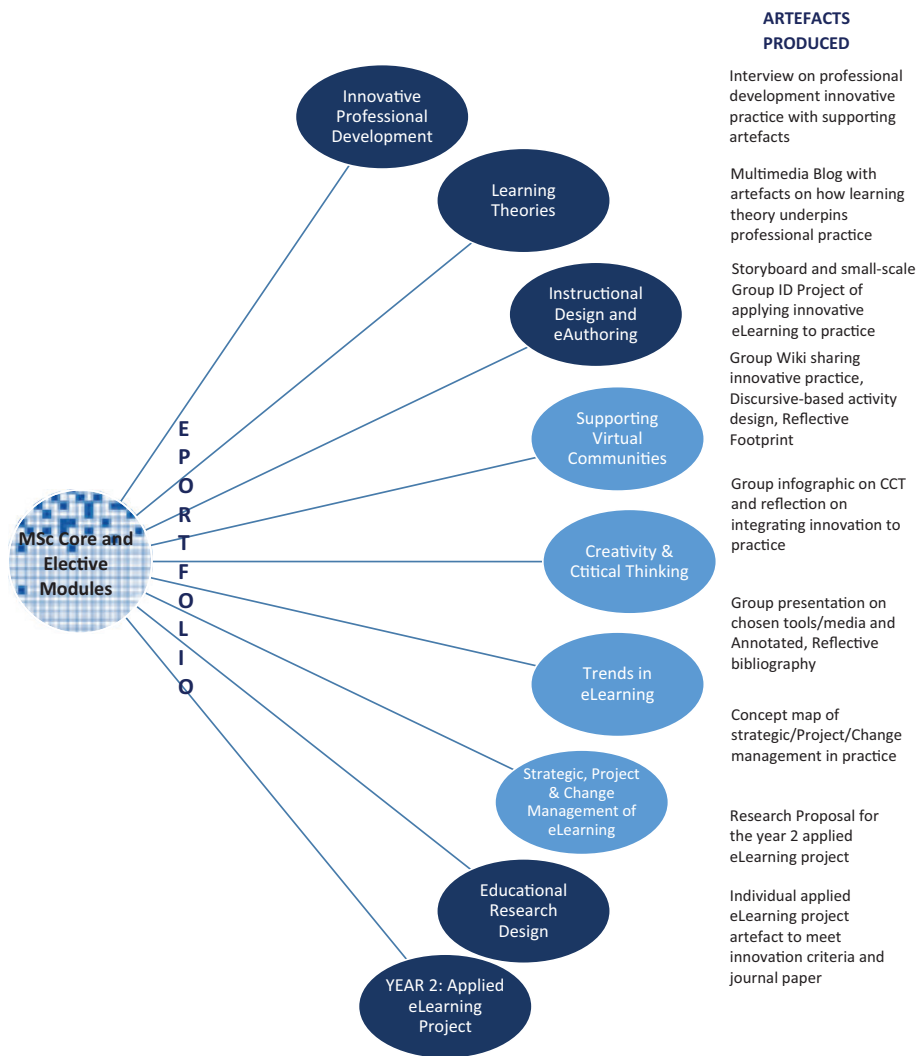 ARTEFACTS
PRODUCED
Innovative
Professional
Development
Interview on professional
development innovative
practice with supporting
artefacts
Learning
Theories
Multimedia Blog with
artefacts on how learning
theory underpins
professional practice
Instructional
Design and
eAuthoring
Storyboard and small-scale
Group ID Project of
applying innovative
eLearning to practice
Supporting
Virtual
Communities
Group Wiki sharing
innovative practice,
Discursive-based activity
design, Reflective
Footprint
Creativity &
Ctitical Thinking
Group infographic on CCT
and reflection on
integrating innovation to
practice
Trends in
eLearning
Group presentation on
chosen tools/media and
Annotated, Reflective
bibliography
Strategic, Project
& Change
Management of
eLearning
Concept map of
strategic/Project/Change
management in practice
Educational
Research
Design
Research Proposal for
the year 2 applied
eLearning project
YEAR 2: Applied
eLearning
Project
Individual applied
eLearning project
artefact to meet
innovation criteria and
journal paper
MSc Core and
Elective
Modules
E
P
O
R
T
F
O
L
I
O